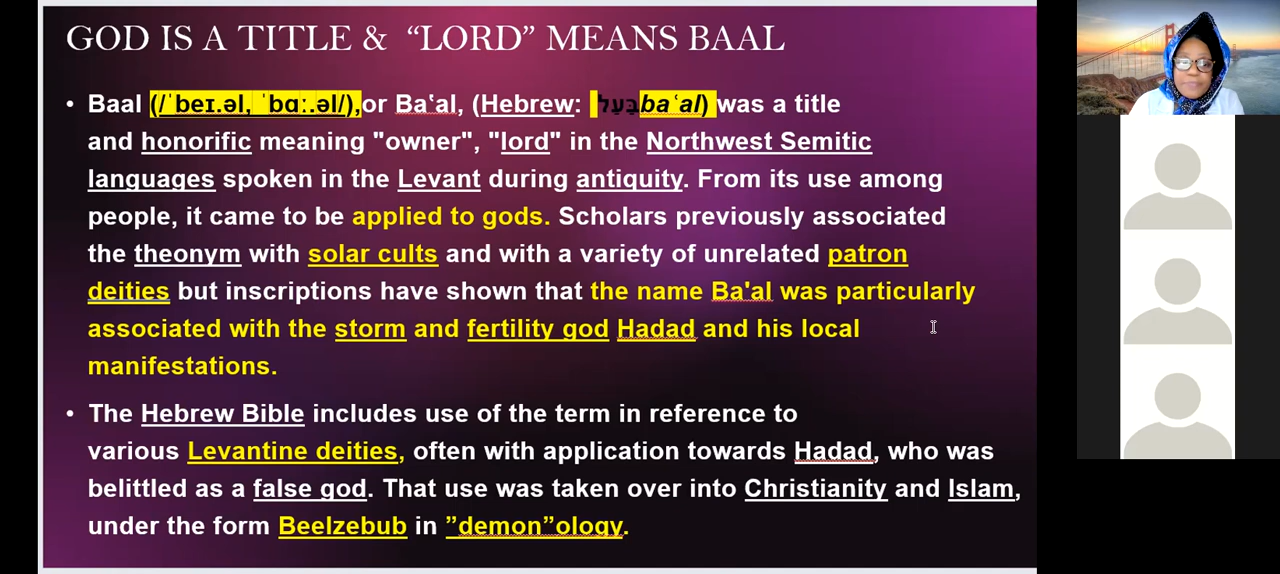 GOD IS A TITLE & “LORD” MEANS BAAL
• Baal (/ˈbeɪ.əl, ˈbɑː.əl/),or Baʽal, (Hebrew: בַּעַל baʿal) was a title
and honorific meaning "owner", "lord" in the Northwest Semitic
languages spoken in the Levant during antiquity. From its use among
people, it came to be applied to gods. Scholars previously associated
the theonym with solar cults and with a variety of unrelated patron
deities but inscriptions have shown that the name Ba'al was particularly
associated with the storm and fertility god Hadad and his local
manifestations.
• The Hebrew Bible includes use of the term in reference to
various Levantine deities, often with application towards Hadad, who was
belittled as a false god. That use was taken over into Christianity and Islam,
under the form Beelzebub in ”demon”ology.